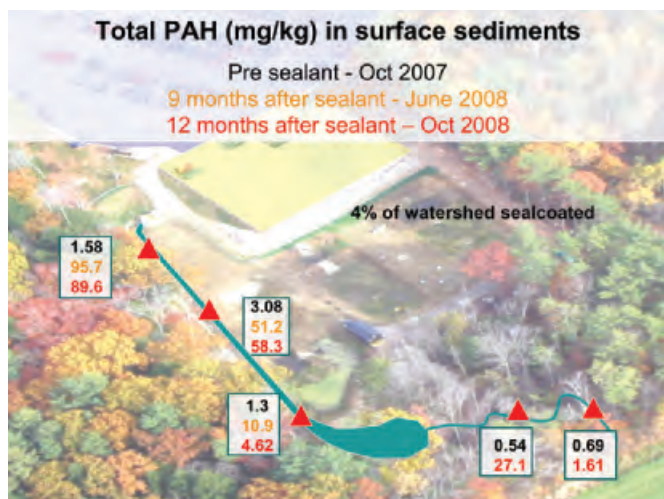 Total PAH (mg/kg) in surface sediments
Pre sealant - Oct 2007
9 months after sealant - June 2008
12 months after sealant – Oct 2008
4% of watershed sealcoated
1.58
95.7
89.6
3.08
51.2
58.3
1.3
10.9
4.62
0.54
27.1
0.69
1.61